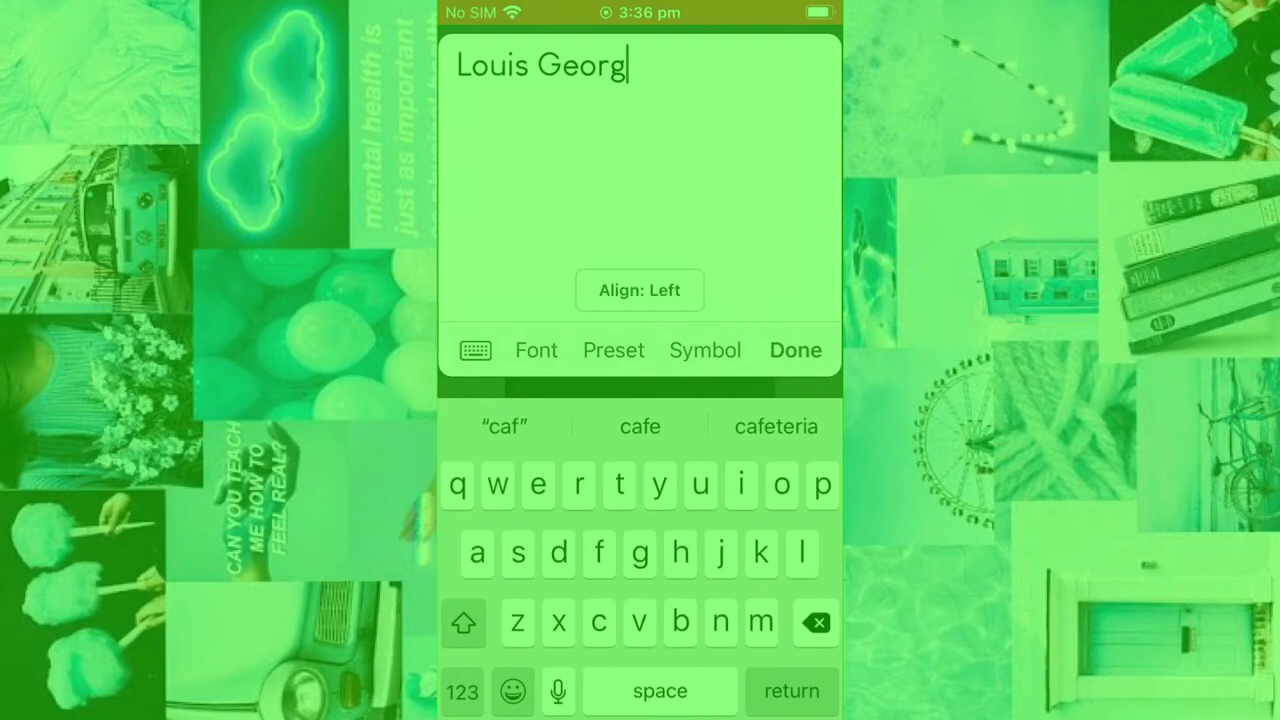 No SIM 3:36 pm
Louis Georg
Align: Left
Font Preset Symbol Done
“caf” cafe cafeteria
q w e r t y u i o p
a s d f g h j k l
z x c v b n m
123 space return
mental health is
just as important
CAN YOU TEACH
ME HOW TO
FEEL REAL?